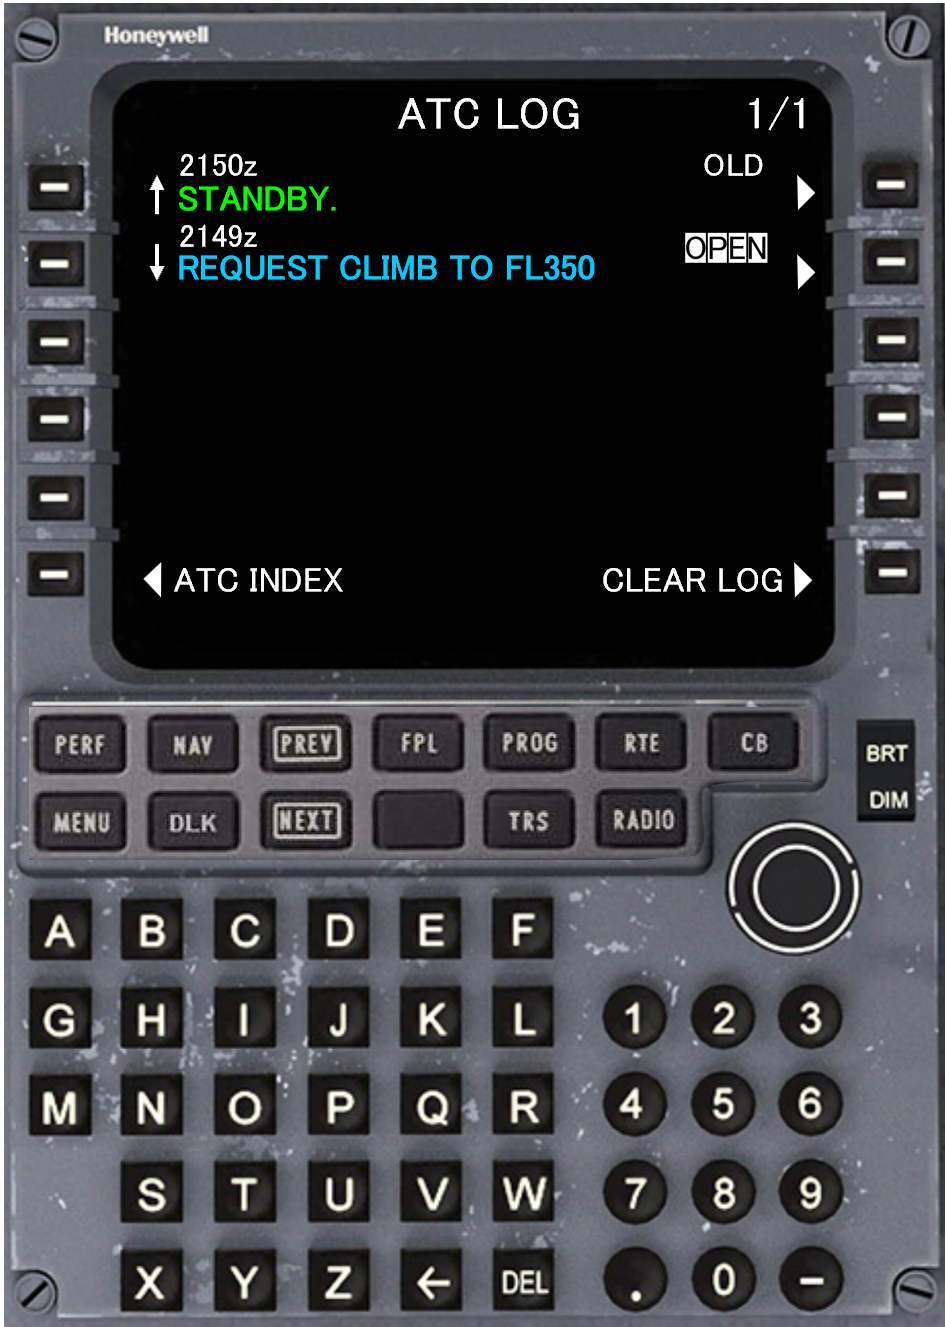 Honeywell
ATC LOG 1/1
2150z OLD
STANDBY.
2149z OPEN
REQUEST CLIMB TO FL350
ATC INDEX CLEAR LOG
PERF NAV PREV FPL PROG RTE CB
BRT
MENU DLK NEXT TRS RADIO
DIM
A B C D E F
G H I J K L 1 2 3
M N O P Q R 4 5 6
S T U V W 7 8 9
X Y Z ← DEL . 0 –